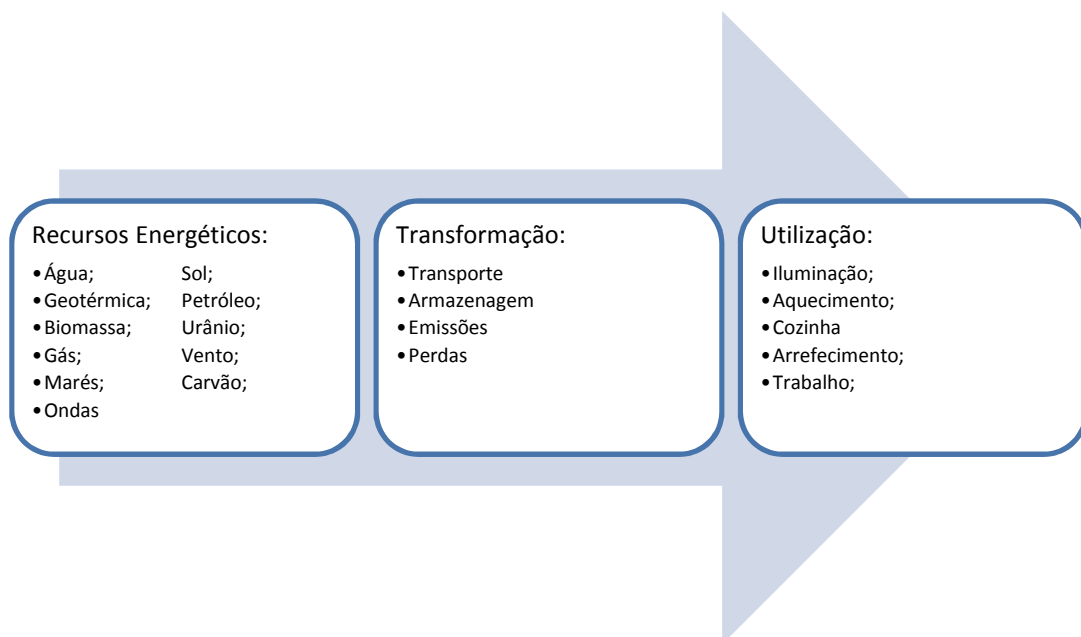 Recursos Energéticos:
•Água; Sol;
•Geotérmica; Petróleo;
•Biomassa; Urânio;
•Gás; Vento;
•Marés; Carvão;
•Ondas
Transformação:
•Transporte
•Armazenagem
•Emissões
•Perdas
Utilização:
•Iluminação;
•Aquecimento;
•Cozinha
•Arrefecimento;
•Trabalho;